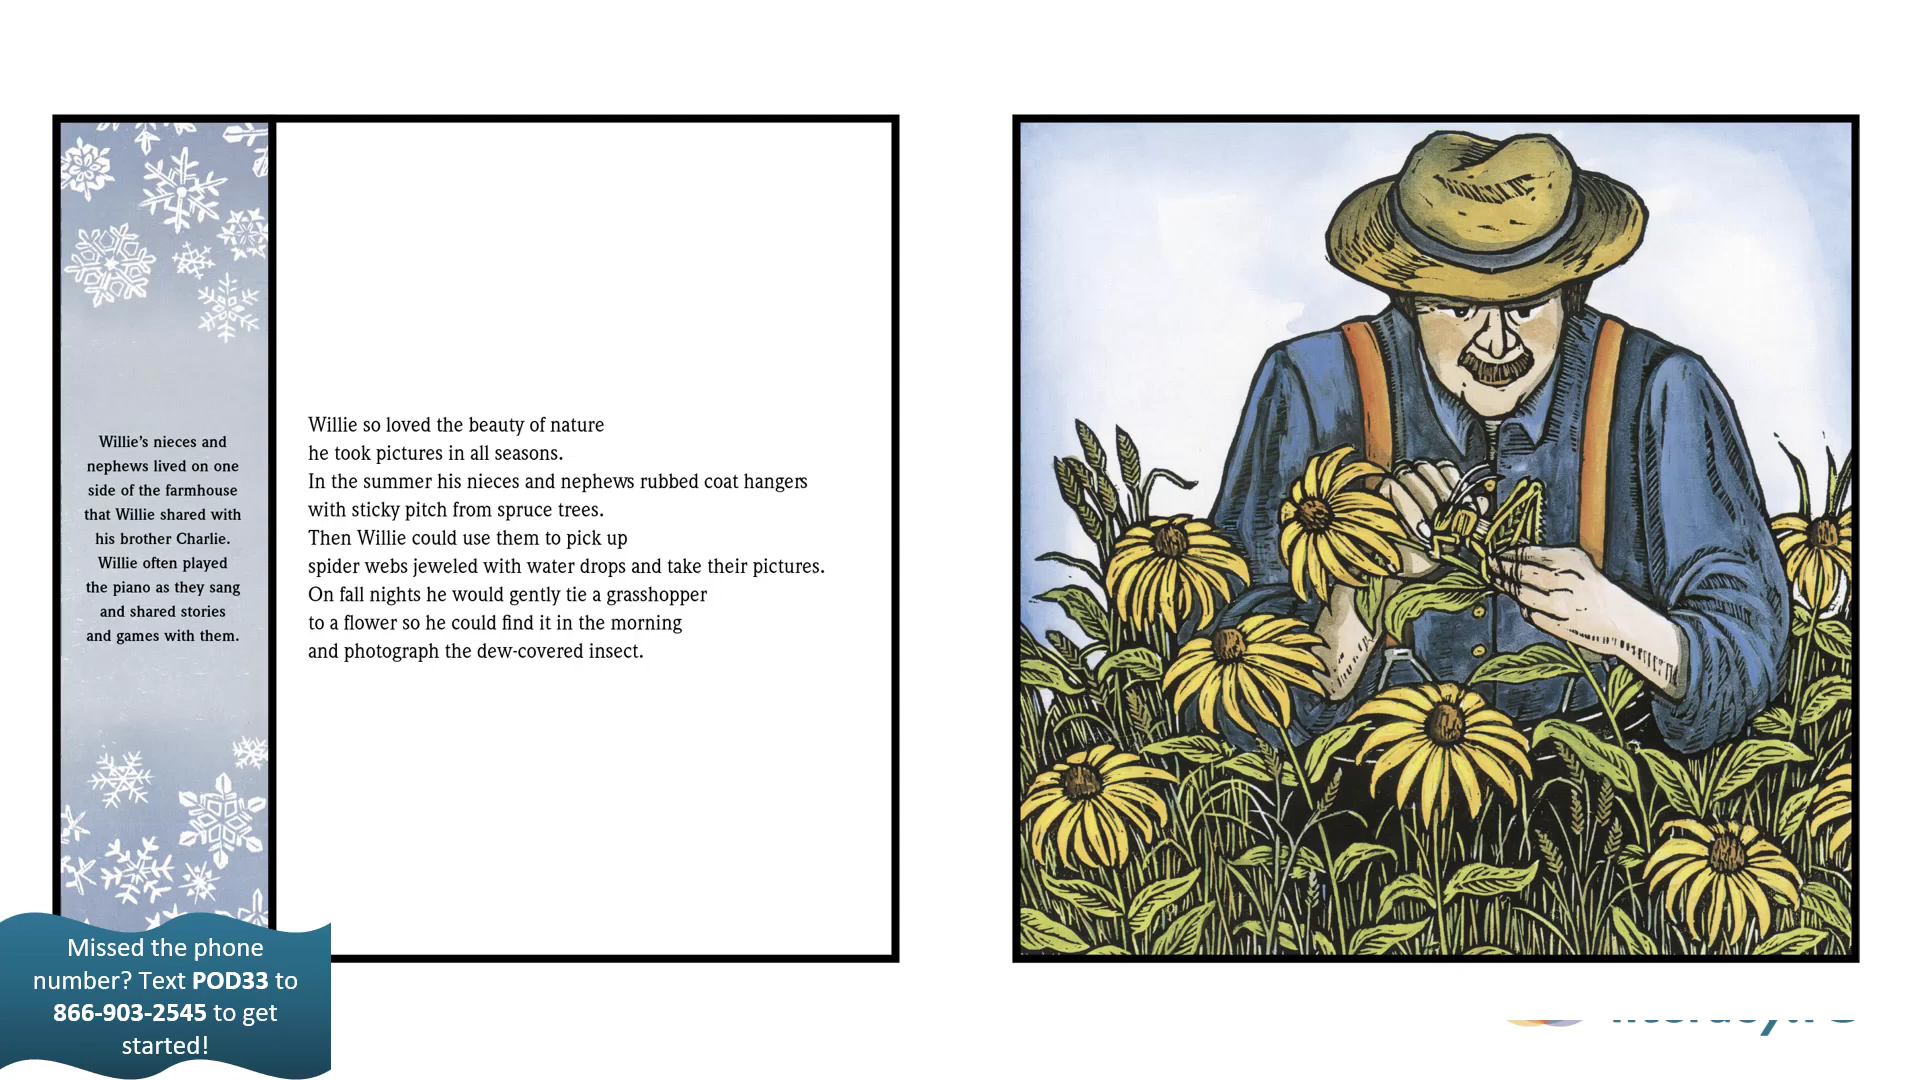 Willie's nieces and
nephews lived on one
side of the farmhouse
that Willie shared with
his brother Charlie.
Willie often played
the piano as they sang
and shared stories
and games with them.
Willie so loved the beauty of nature
he took pictures in all seasons.
In the summer his nieces and nephews rubbed coat hangers
with sticky pitch from spruce trees.
Then Willie could use them to pick up
spider webs jeweled with water drops and take their pictures.
On fall nights he would gently tie a grasshopper
to a flower so he could find it in the morning
and photograph the dew-covered insect.
Missed the phone
number? Text POD33 to
866-903-2545 to get
started!